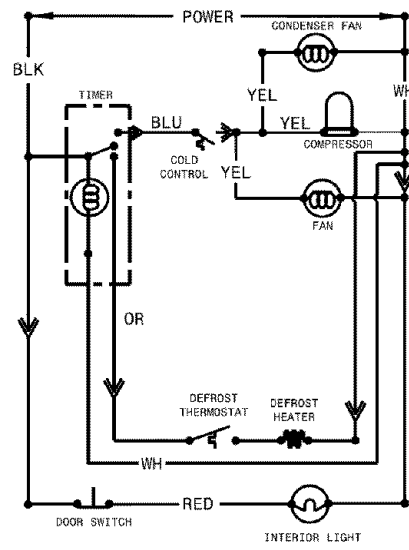 POWER
CONDENSER FAN
BLK
TIMER
YEL
WH
BLU
YEL
COLD
CONTROL
YEL
COMPRESSOR
FAN
OR
DEFROST
THERMOSTAT
DEFROST
HEATER
WH
RED
DOOR SWITCH
INTERIOR LIGHT